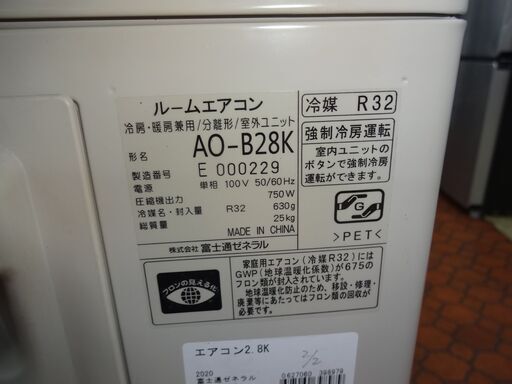 ルームエアコン
冷房・暖房兼用/分離形/室外ユニット
形名 AO-B28K
製造番号 E 000229
電源 単相 100V 50/60Hz
圧縮機出力 750W
冷媒名・封入量 R32 630g
総質量 25kg
MADE IN CHINA
株式会社 富士通ゼネラル
冷媒 R32
強制冷房運転
室内ユニットの
ボタンで強制冷房
運転ができます。
G
>PET<
フロンの見える化
家庭用エアコン(冷媒R32)には
GWP(地球温暖化係数)が675の
フロン類が封入されています。
地球温暖化防止のため、移設・修理・
廃棄等にあたってはフロン類の回収が
必要です。
エアコン2.8K
2/2
2020
富士通ゼネラル
0627060 398979